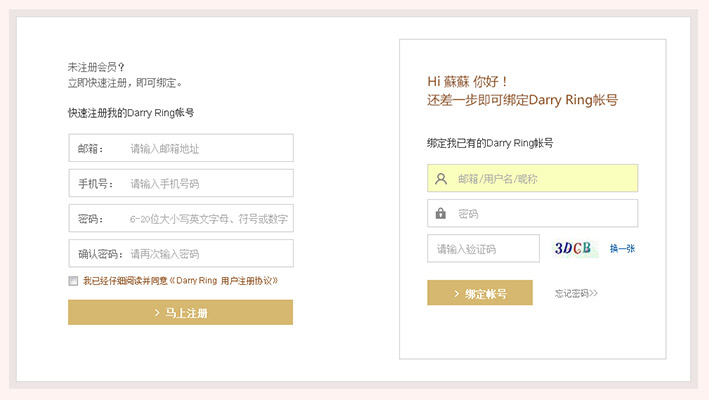 未注册会员？
立即快速注册，即可绑定。
快速注册我的Darry Ring帐号
邮箱： 请输入邮箱地址
手机号： 请输入手机号码
密码： 6-20位大小写英文字母、符号或数字
确认密码： 请再次输入密码
我已经仔细阅读并同意《Darry Ring 用户注册协议》
> 马上注册
Hi 蘇蘇 你好！
还差一步即可绑定Darry Ring帐号
绑定我已有的Darry Ring帐号
邮箱/用户名/昵称
密码
请输入验证码 3DCB 换一张
> 绑定帐号 忘记密码>>